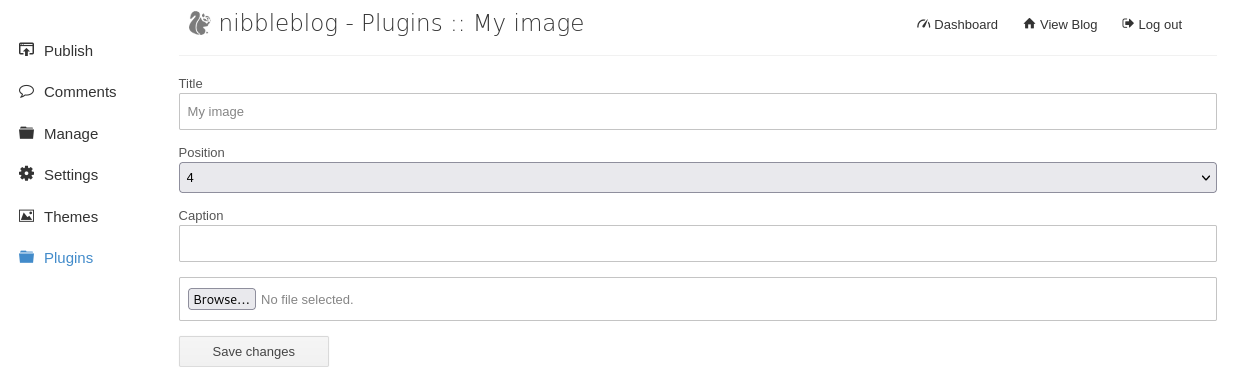 nibbleblog - Plugins :: My image
Dashboard
View Blog
Log out
Publish
Comments
Manage
Settings
Themes
Plugins
Title
My image
Position
4
Caption
Browse...
No file selected.
Save changes